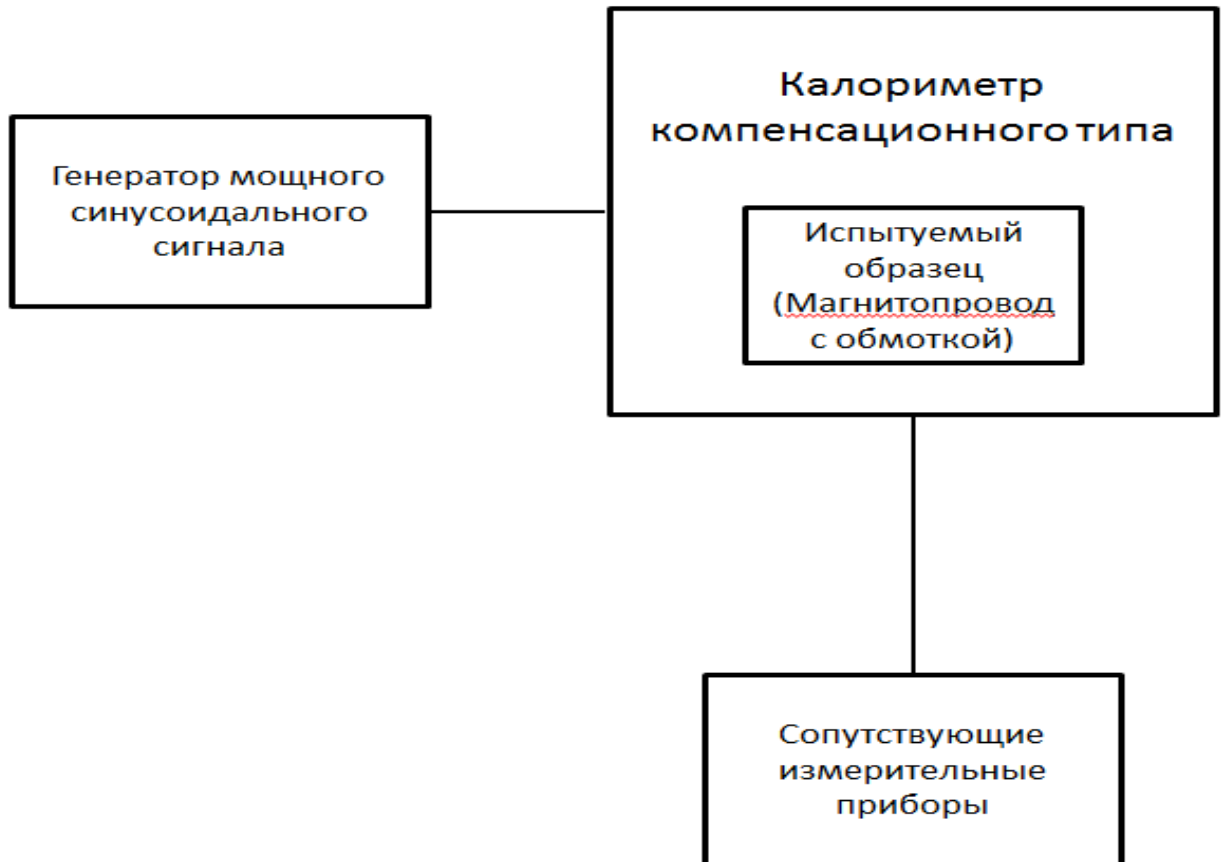 Калориметр
компенсационного типа
Генератор мощного
синусоидального
сигнала
Испытуемый
образец
(Магнитопровод
с обмоткой)
Сопутствующие
измерительные
приборы